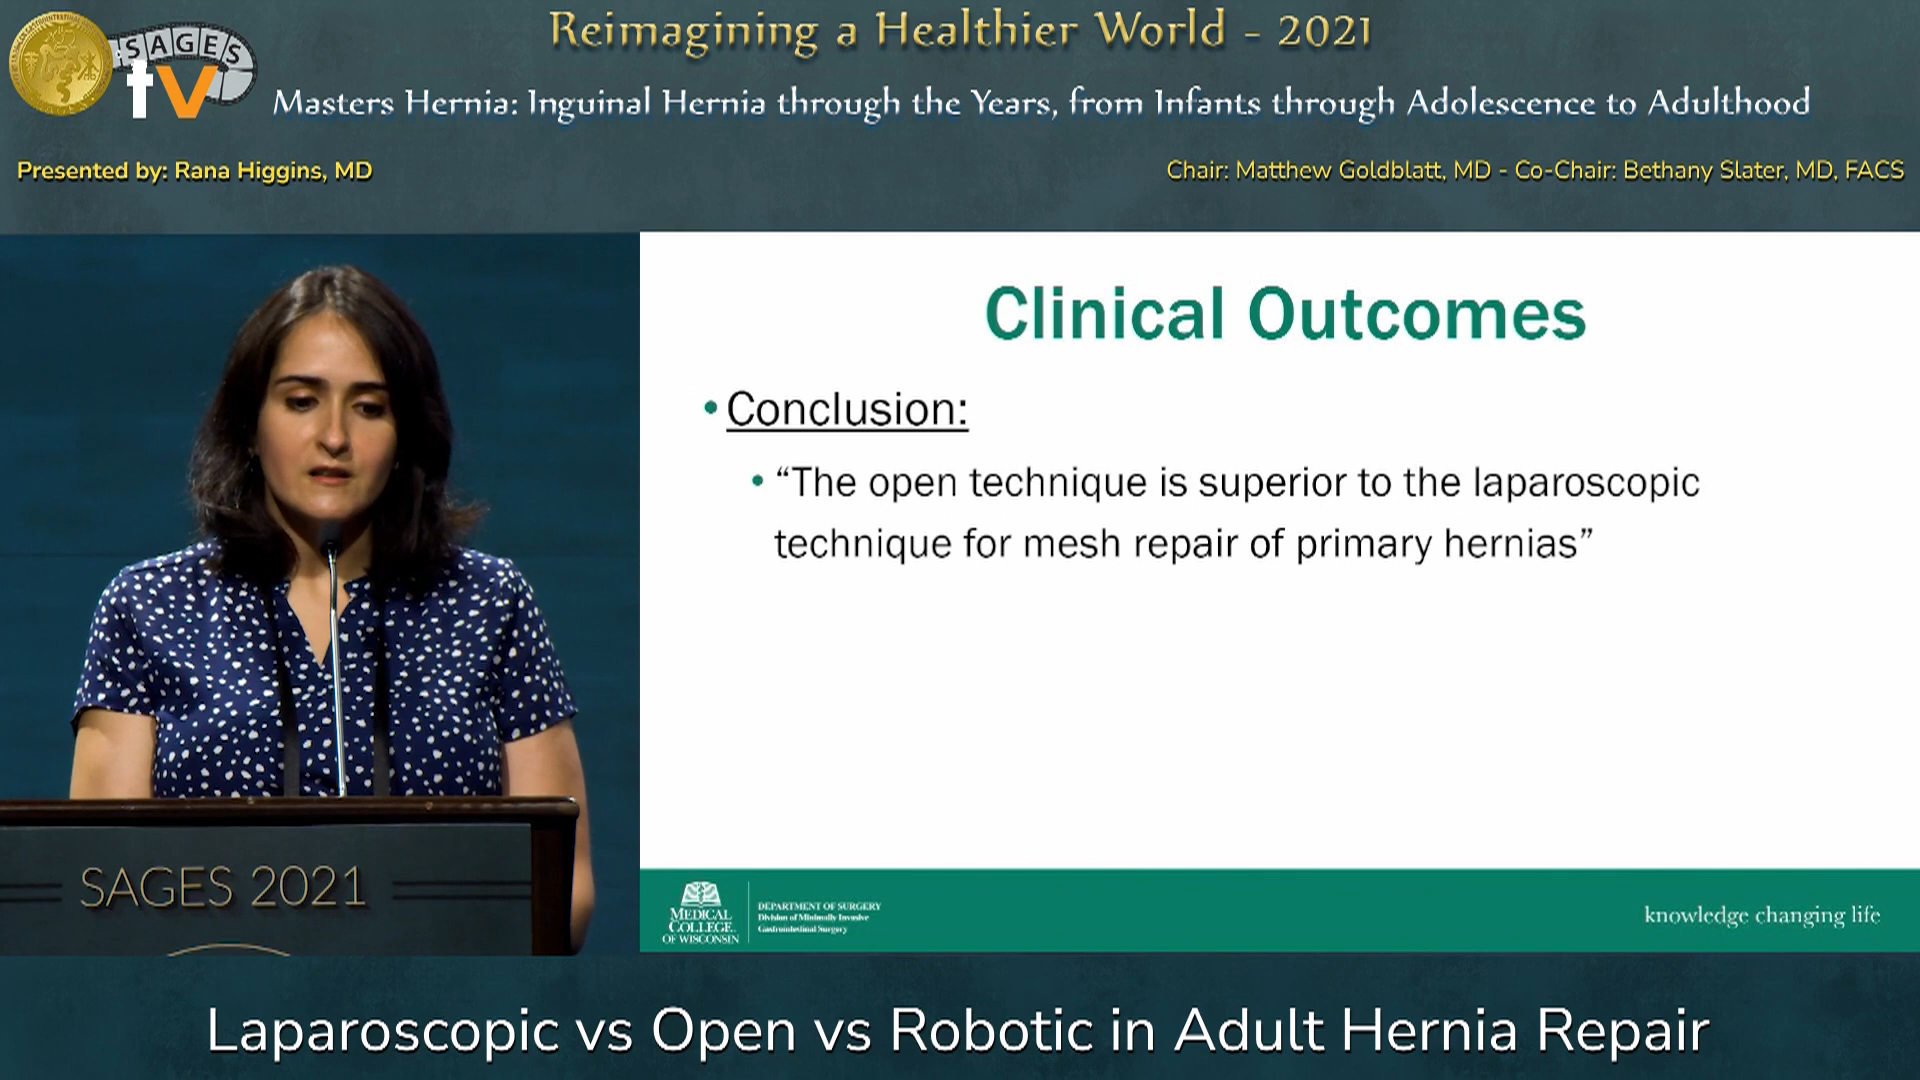 Reimagining a Healthier World - 2021
SAGES
tv
Masters Hernia: Inguinal Hernia through the Years, from Infants through Adolescence to Adulthood
Presented by: Rana Higgins, MD
Chair: Matthew Goldblatt, MD - Co-Chair: Bethany Slater, MD, FACS
Clinical Outcomes
• Conclusion:
• “The open technique is superior to the laparoscopic
technique for mesh repair of primary hernias”
SAGES 2021
MEDICAL
COLLEGE
OF WISCONSIN
DEPARTMENT OF SURGERY
Division of Minimally Invasive
Gastrointestinal Surgery
knowledge changing life
Laparoscopic vs Open vs Robotic in Adult Hernia Repair